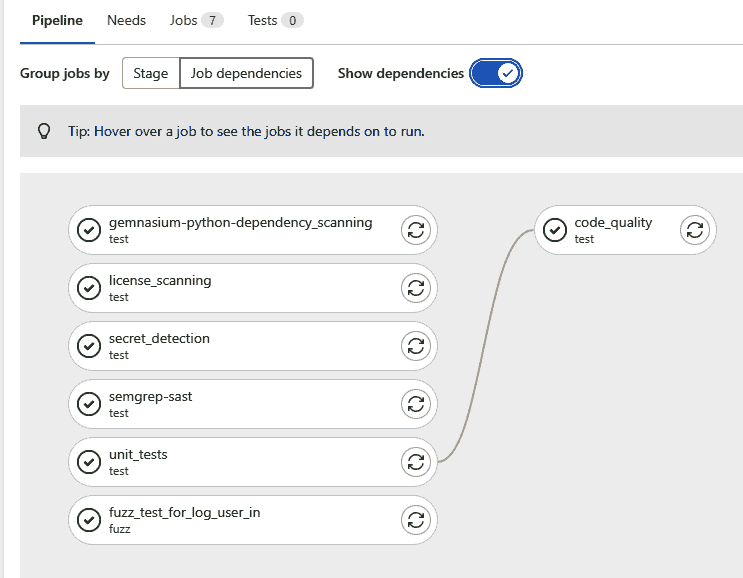 Pipeline Needs Jobs 7 Tests 0
Group jobs by Stage Job dependencies Show dependencies
Tip: Hover over a job to see the jobs it depends on to run.
gemnasium-python-dependency_scanning
test
code_quality
test
license_scanning
test
secret_detection
test
semgrep-sast
test
unit_tests
test
fuzz_test_for_log_user_in
fuzz